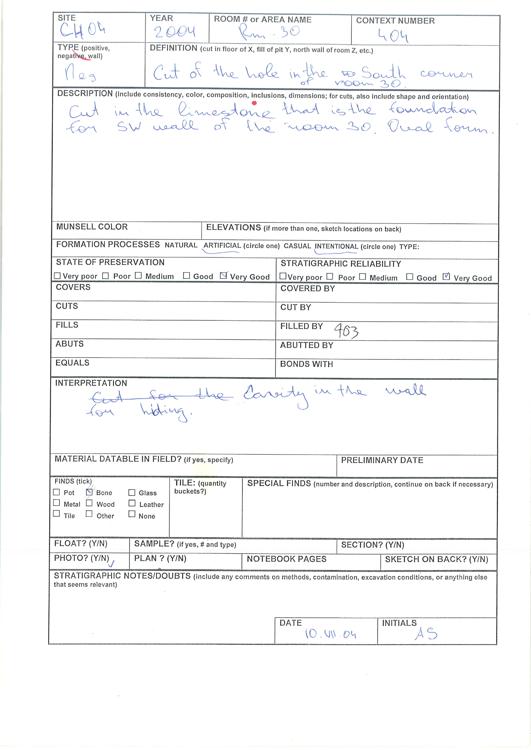 SITE
CH04
YEAR
2004
ROOM # or AREA NAME
Rm. 30
CONTEXT NUMBER
404
TYPE (positive, negative, wall)
Neg
DEFINITION (cut in floor of X, fill of pit Y, north wall of room Z, etc.)
Cut of the hole in the South corner
of room 30.
DESCRIPTION (Include consistency, color, composition, inclusions, dimensions; for cuts, also include shape and orientation)
Cut in the limestone that is the foundation
for SW wall of the room 30. Oval form.
MUNSELL COLOR
ELEVATIONS (if more than one, sketch locations on back)
FORMATION PROCESSES NATURAL ARTIFICIAL (circle one) CASUAL INTENTIONAL (circle one) TYPE:
STATE OF PRESERVATION
STRATIGRAPHIC RELIABILITY
Very poor Poor Medium Good Very Good
Very poor Poor Medium Good Very Good
COVERS
COVERED BY
CUTS
CUT BY
FILLS
FILLED BY 403
ABUTS
ABUTTED BY
EQUALS
BONDS WITH
INTERPRETATION
Cut for the Cavity in the wall
for hiding.
MATERIAL DATABLE IN FIELD? (if yes, specify)
PRELIMINARY DATE
FINDS (tick)
Pot Bone Glass
Metal Wood Leather
Tile Other None
TILE: (quantity
buckets?)
SPECIAL FINDS (number and description, continue on back if necessary)
FLOAT? (Y/N)
SAMPLE? (if yes, # and type)
SECTION? (Y/N)
PHOTO? (Y/N)
PLAN ? (Y/N)
NOTEBOOK PAGES
SKETCH ON BACK? (Y/N)
STRATIGRAPHIC NOTES/DOUBTS (include any comments on methods, contamination, excavation conditions, or anything else
that seems relevant)
DATE
10.VII 04
INITIALS
AS